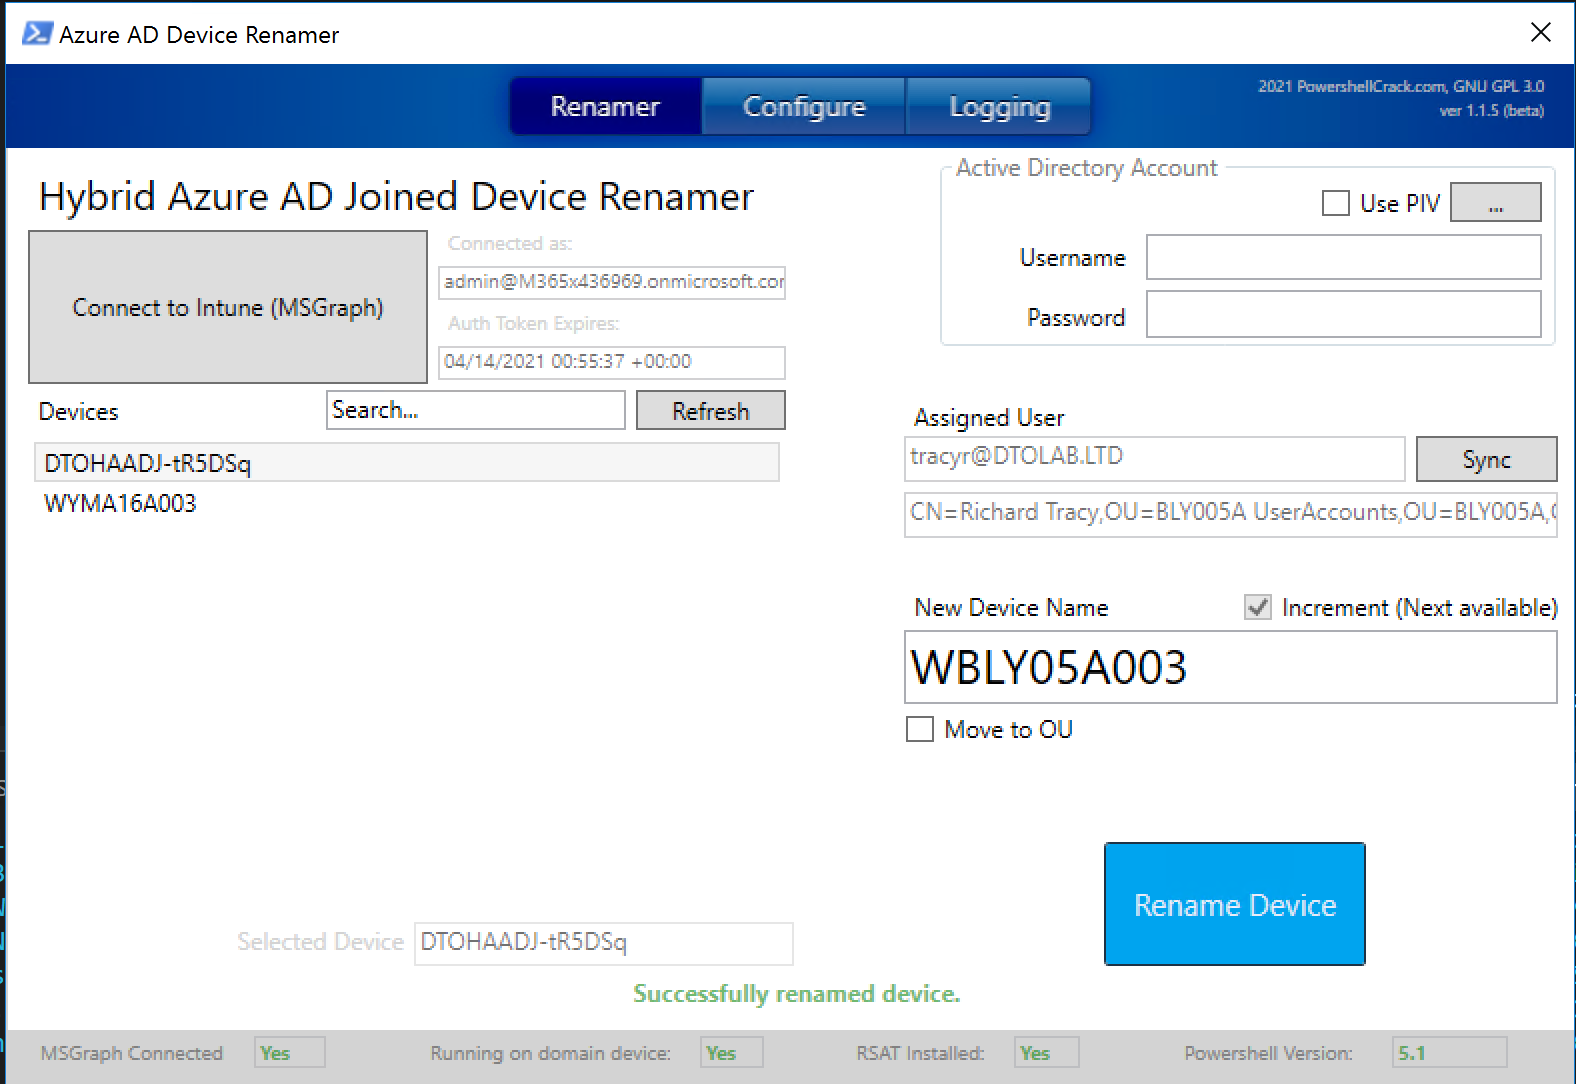 Azure AD Device Renamer
Renamer
Configure
Logging
2021 PowershellCrack.com, GNU GPL 3.0
ver 1.1.5 (beta)
Hybrid Azure AD Joined Device Renamer
Connect to Intune (MSGraph)
Connected as:
admin@M365x436969.onmicrosoft.com
Auth Token Expires:
04/14/2021 00:55:37 +00:00
Active Directory Account
Use PIV
...
Username
Password
Devices
Search...
Refresh
DTOHAADJ-tR5DSq
WYMA16A003
Assigned User
tracyr@DTOLAB.LTD
Sync
CN=Richard Tracy,OU=BLY005A UserAccounts,OU=BLY005A,
New Device Name
Increment (Next available)
WBLY05A003
Move to OU
Rename Device
Selected Device
DTOHAADJ-tR5DSq
Successfully renamed device.
MSGraph Connected
Yes
Running on domain device:
Yes
RSAT Installed:
Yes
Powershell Version:
5.1